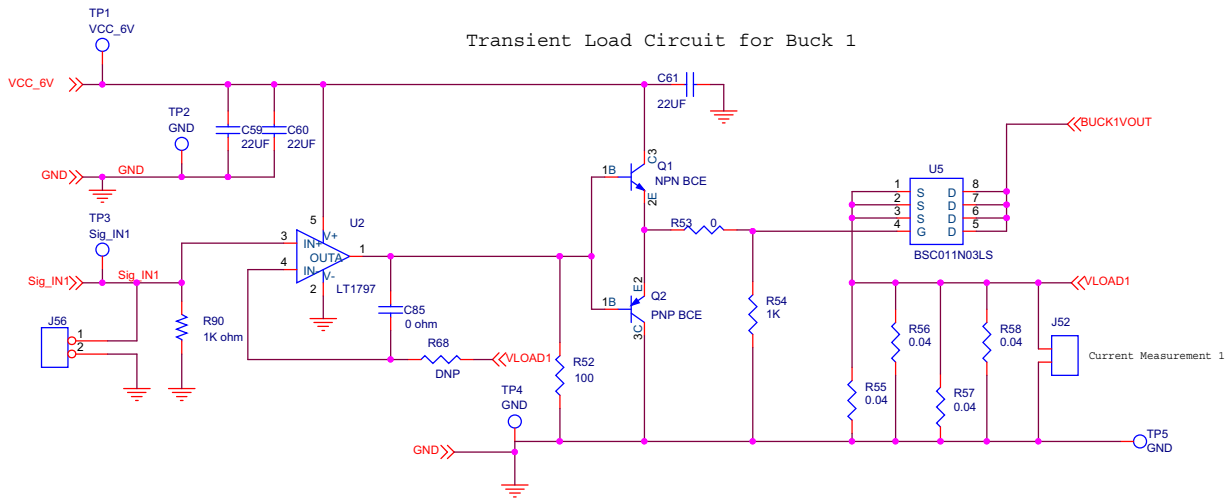 Transient Load Circuit for Buck 1
TP1
VCC_6V
VCC_6V
C61
22UF
TP2
GND
C59
22UF
C60
22UF
GND
GND
BUCK1VOUT
1B
C3
2E
Q1
NPN BCE
U5
1 S D 8
2 S D 7
3 S D 6
4 G D 5
BSC011N03LS
TP3
Sig_IN1
Sig_IN1
Sig_IN1
U2
5
V+
3 IN+
OUTA 1
4 IN-
V-
2
LT1797
R53
0
1B
E2
3C
Q2
PNP BCE
R54
1K
VLOAD1
J56
1
2
R90
1K ohm
C85
0 ohm
R68
DNP
VLOAD1
R52
100
R56
0.04
R58
0.04
J52
Current Measurement 1
R55
0.04
R57
0.04
TP4
GND
GND
TP5
GND